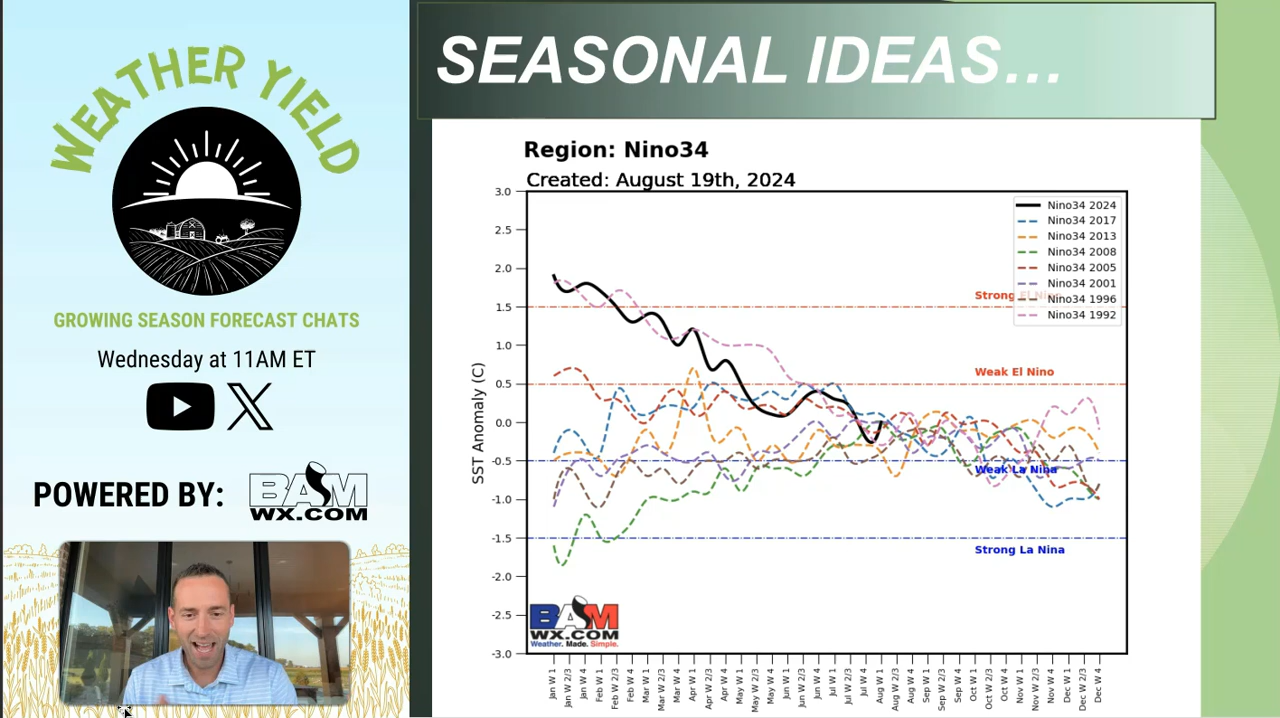 WEATHER YIELD
GROWING SEASON FORECAST CHATS
Wednesday at 11AM ET
POWERED BY:
BAM
WX.COM
SEASONAL IDEAS...
Region: Nino34
Created: August 19th, 2024
SST Anomaly (C)
3.0
2.5
2.0
1.5
1.0
0.5
0.0
-0.5
-1.0
-1.5
-2.0
-2.5
-3.0
Nino34 2024
Nino34 2017
Nino34 2013
Nino34 2008
Nino34 2005
Nino34 2001
Nino34 1996
Nino34 1992
Strong El Nino
Weak El Nino
Weak La Nina
Strong La Nina
BAM
WX.COM
Weather. Made. Simple.
Jan W 1
Jan W 2/3
Jan W 4
Feb W 1
Feb W 2/3
Feb W 4
Mar W 1
Mar W 2/3
Mar W 4
Apr W 1
Apr W 2/3
Apr W 4
May W 1
May W 2/3
May W 4
Jun W 1
Jun W 2/3
Jun W 4
Jul W 1
Jul W 2/3
Jul W 4
Aug W 1
Aug W 2/3
Aug W 4
Sep W 1
Sep W 2/3
Sep W 4
Oct W 1
Oct W 2/3
Oct W 4
Nov W 1
Nov W 2/3
Nov W 4
Dec W 1
Dec W 2/3
Dec W 4